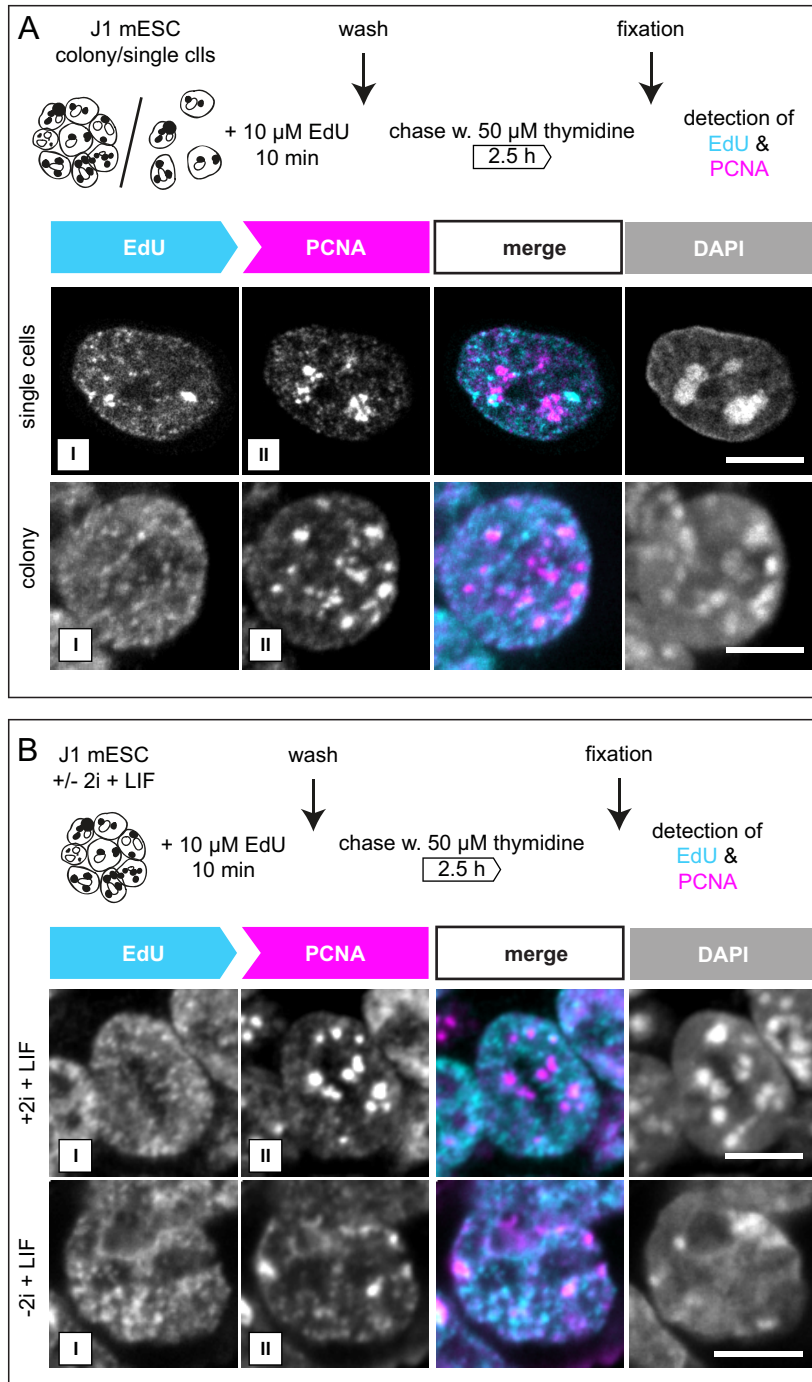 A
J1 mESC
colony/single clls
wash
fixation
+ 10 µM EdU
10 min
chase w. 50 µM thymidine
2.5 h
detection of
EdU &
PCNA
EdU
PCNA
merge
DAPI
single cells
I
II
colony
I
II
B
J1 mESC
+/- 2i + LIF
wash
fixation
+ 10 µM EdU
10 min
chase w. 50 µM thymidine
2.5 h
detection of
EdU &
PCNA
EdU
PCNA
merge
DAPI
+2i + LIF
I
II
-2i + LIF
I
II